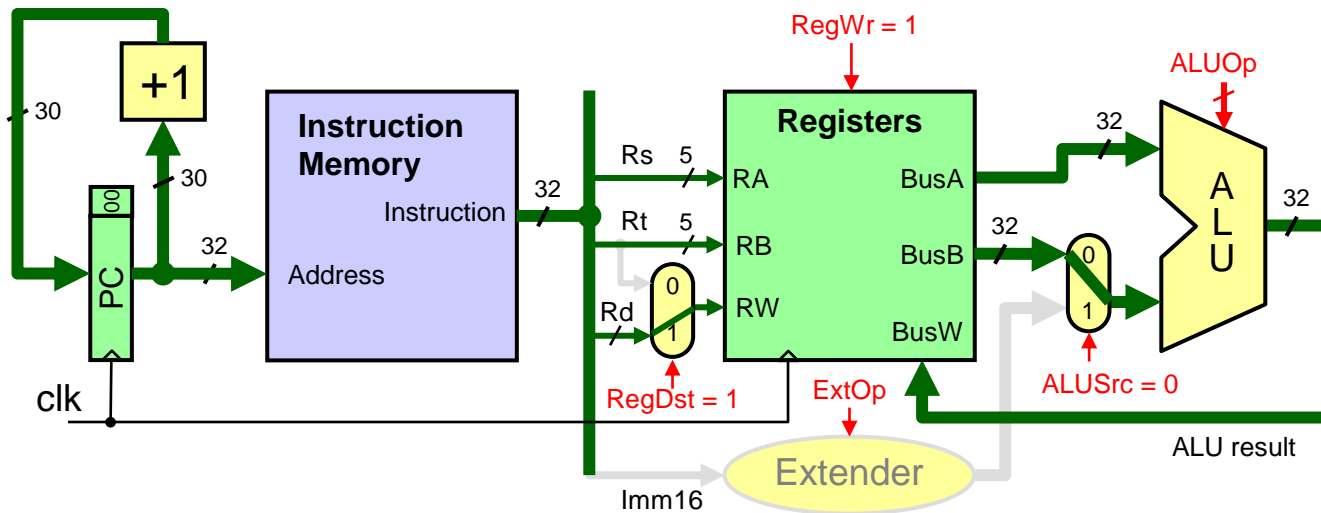 RegWr = 1
ALUOp
+1
30
30
Instruction
Memory
Instruction
Address
00
PC
32
32
clk
Rs
5
Rt
5
Rd
0
1
RegDst = 1
Registers
RA
RB
RW
BusA
BusB
BusW
32
32
0
1
ALUSrc = 0
A
L
U
32
ExtOp
Extender
Imm16
ALU result